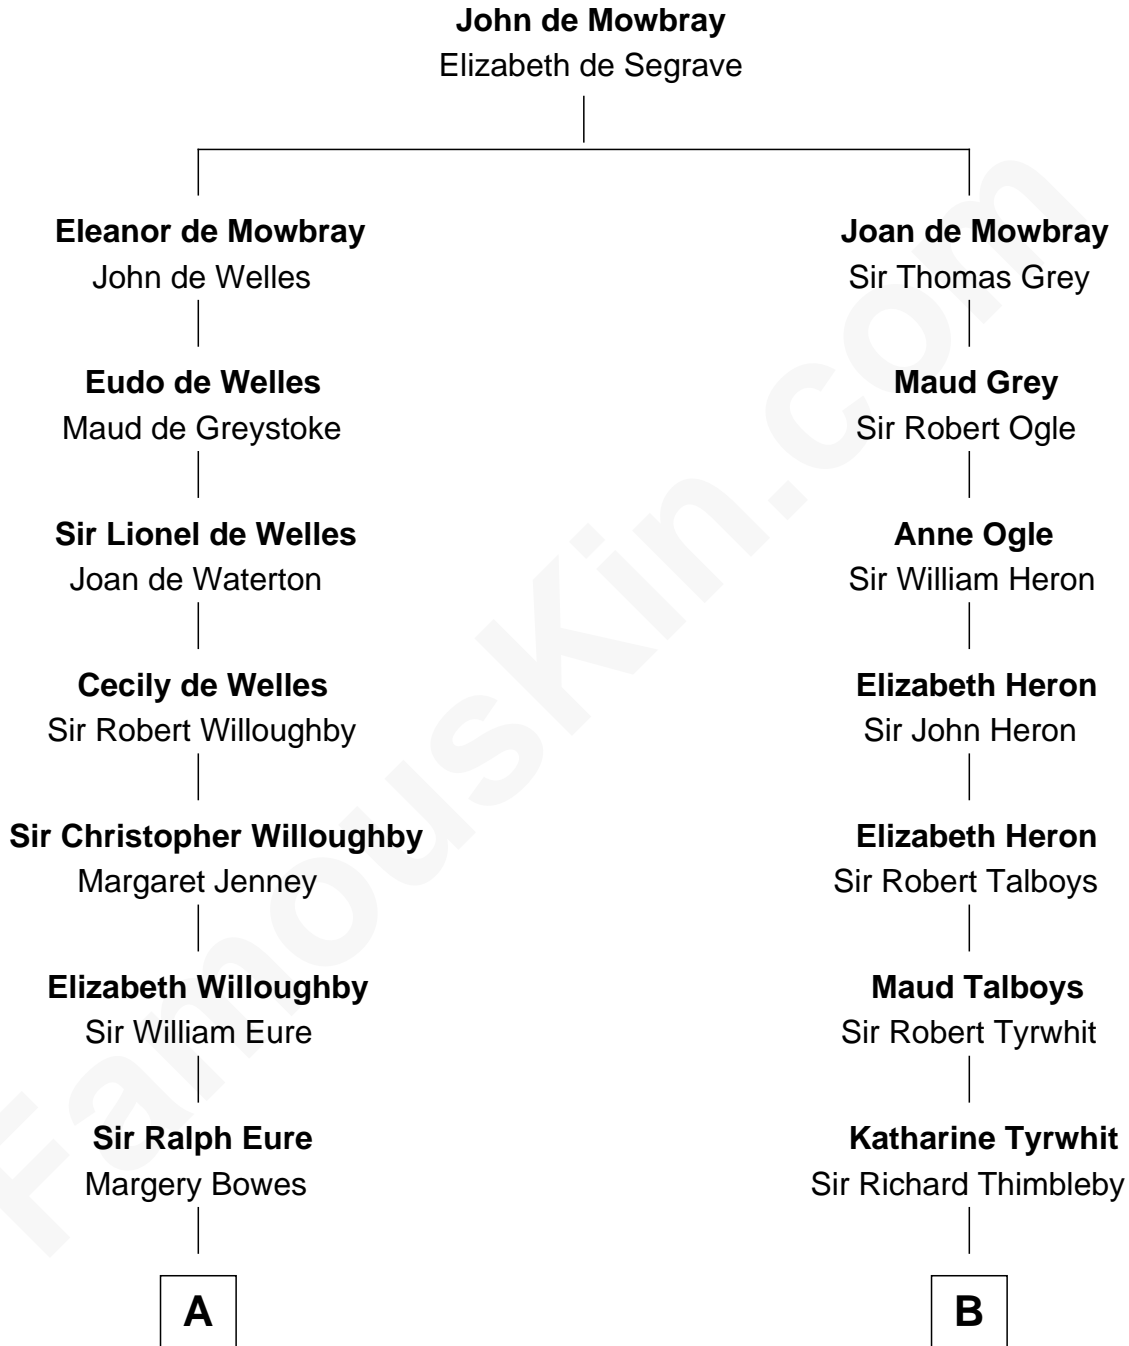 John de Mowbray
Elizabeth de Segrave
Eleanor de Mowbray
John de Welles
Eudo de Welles
Maud de Greystoke
Sir Lionel de Welles
Joan de Waterton
Cecily de Welles
Sir Robert Willoughby
Sir Christopher Willoughby
Margaret Jenney
Elizabeth Willoughby
Sir William Eure
Sir Ralph Eure
Margery Bowes
A
Joan de Mowbray
Sir Thomas Grey
Maud Grey
Sir Robert Ogle
Anne Ogle
Sir William Heron
Elizabeth Heron
Sir John Heron
Elizabeth Heron
Sir Robert Talboys
Maud Talboys
Sir Robert Tyrwhit
Katharine Tyrwhit
Sir Richard Thimbleby
B
FamousKin.com